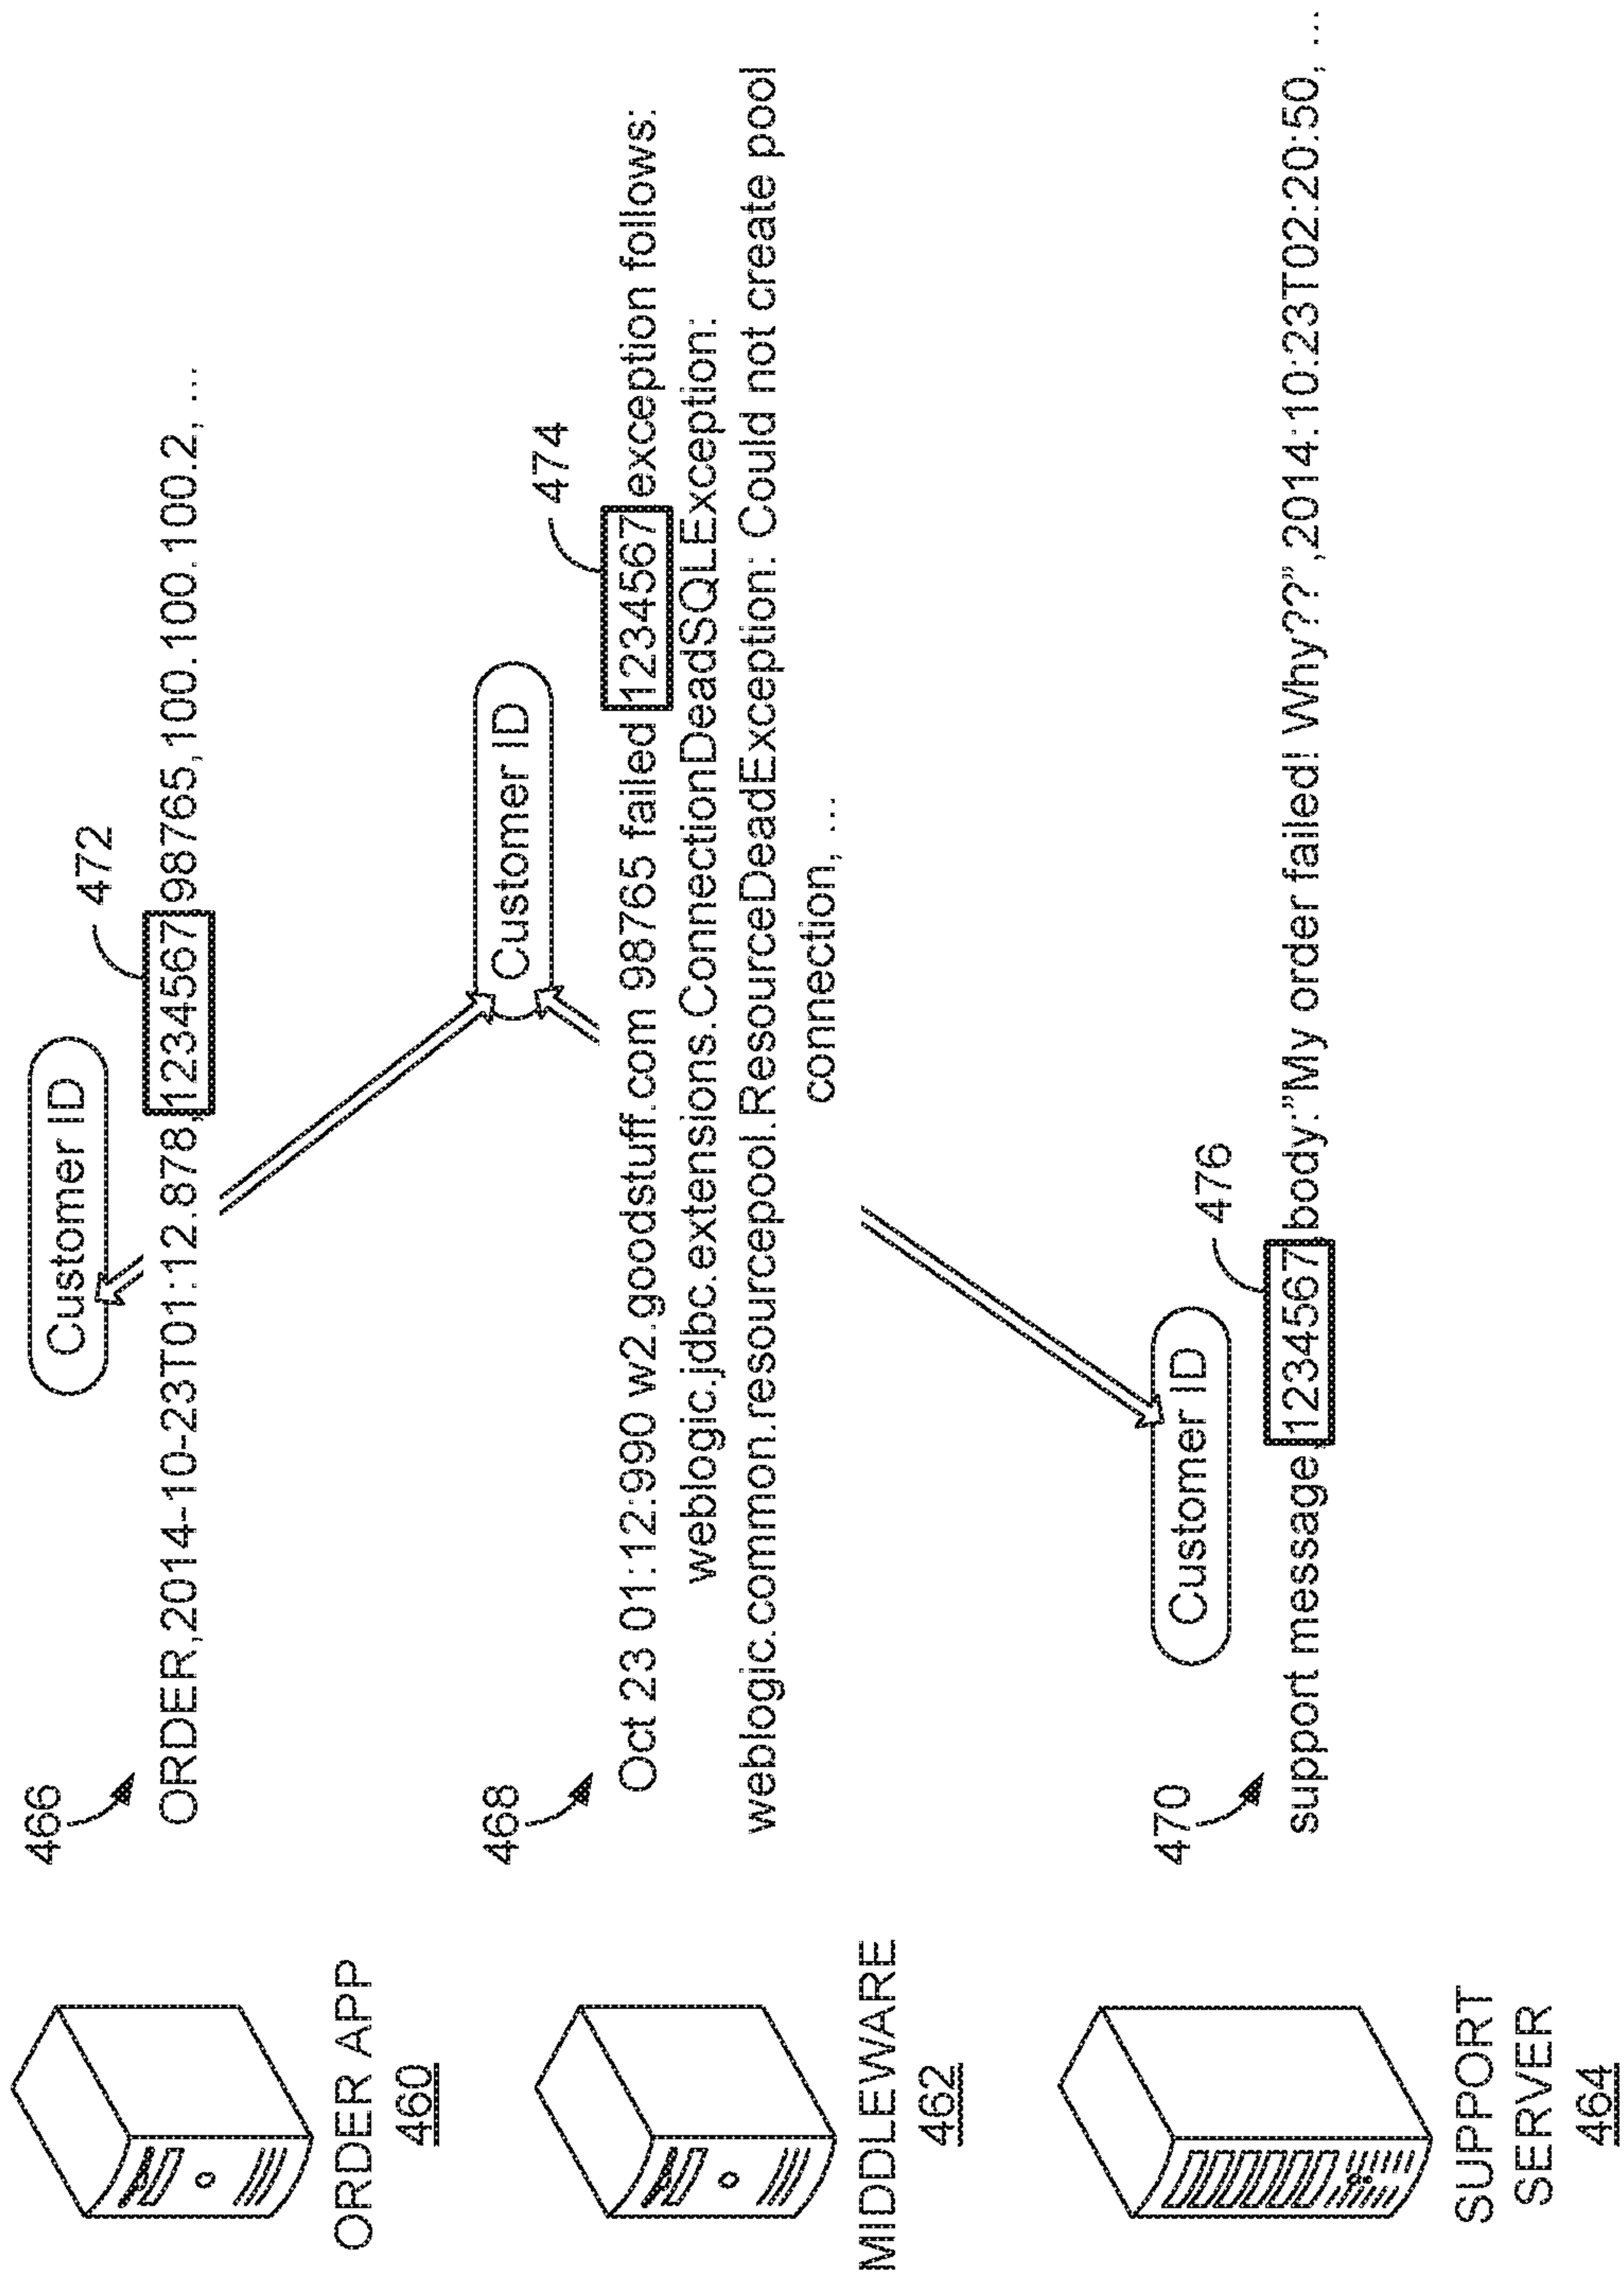 ORDER APP
460
466
Customer ID
472
ORDER,2014-10-23T01:12.878,1234567,98765,100.100.100.2, ...
MIDDLEWARE
462
468
Customer ID
474
Oct 23 01:12:990 w2.goodstuff.com 98765 failed 1234567 exception follows:
weblogic.jdbc.extensions.ConnectionDeadSQLException:
weblogic.common.resourcepool.ResourceDeadException: Could not create pool
connection, ...
SUPPORT
SERVER
464
470
Customer ID
476
support message,1234567,body:”My order failed! Why??”,2014:10:23T02:20:50, ...